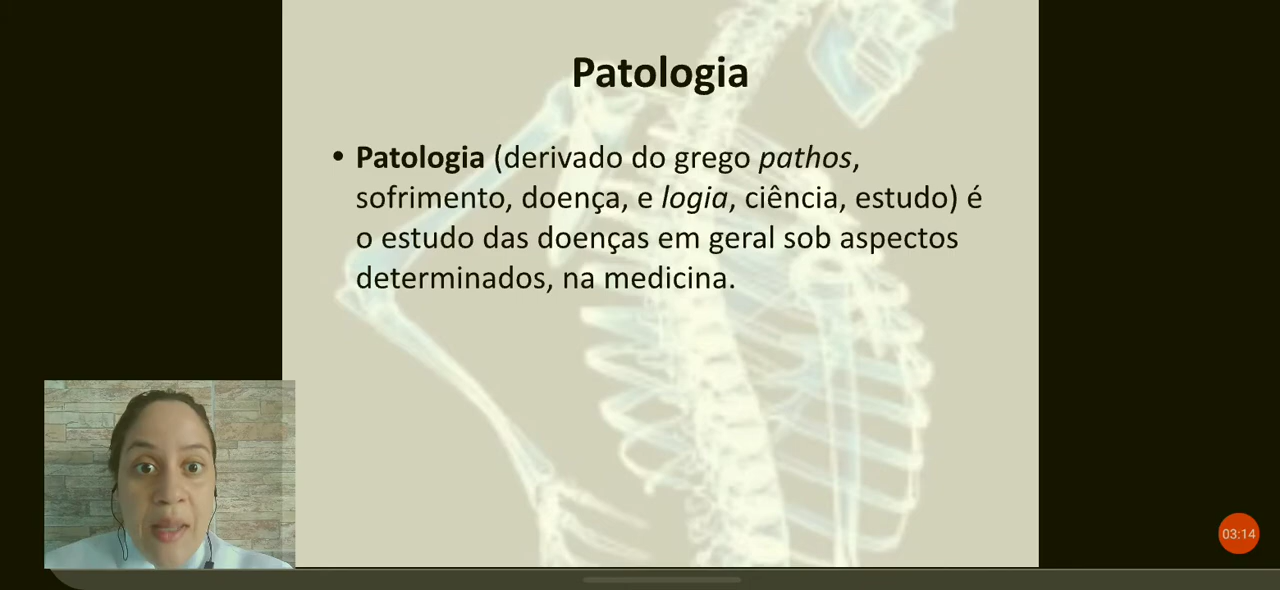 Patologia
• Patologia (derivado do grego pathos,
sofrimento, doença, e logia, ciência, estudo) é
o estudo das doenças em geral sob aspectos
determinados, na medicina.
03:14